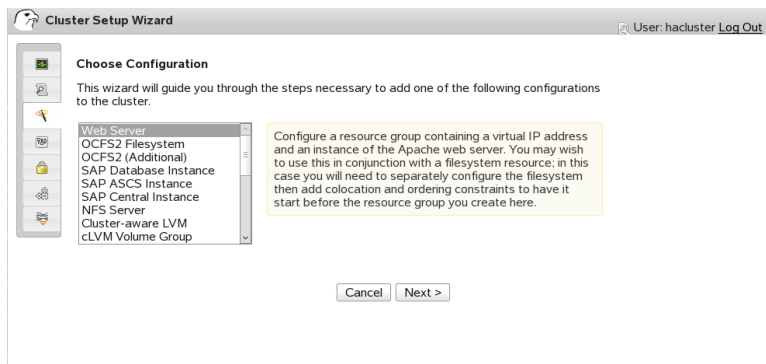 Cluster Setup Wizard
User: hacluster Log Out
Choose Configuration
This wizard will guide you through the steps necessary to add one of the following configurations
to the cluster.
Web Server
OCFS2 Filesystem
OCFS2 (Additional)
SAP Database Instance
SAP ASCS Instance
SAP Central Instance
NFS Server
Cluster-aware LVM
cLVM Volume Group
Configure a resource group containing a virtual IP address
and an instance of the Apache web server. You may wish
to use this in conjunction with a filesystem resource; in this
case you will need to separately configure the filesystem
then add colocation and ordering constraints to have it
start before the resource group you create here.
Cancel
Next >